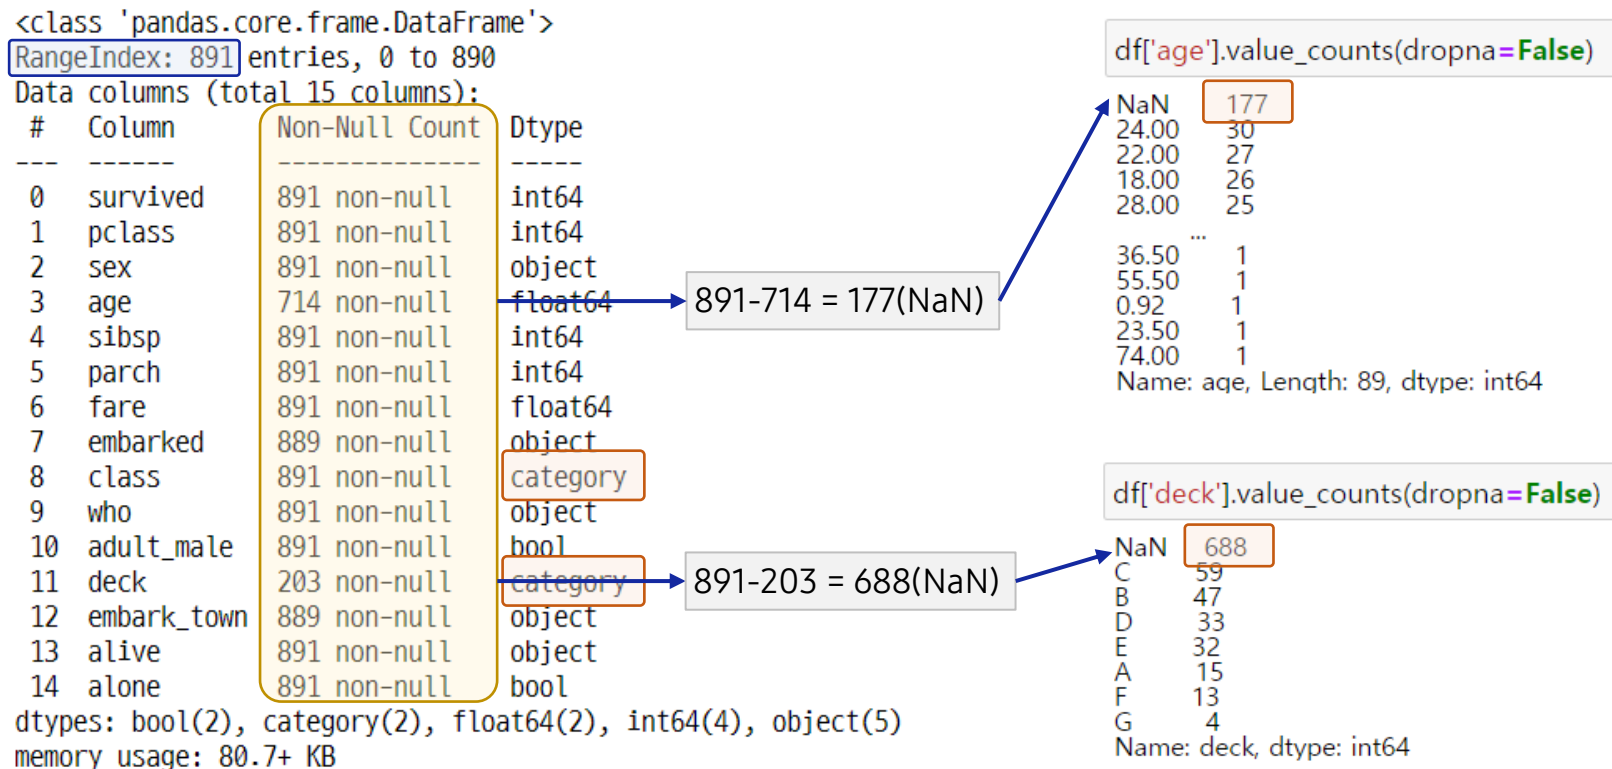 <class 'pandas.core.frame.DataFrame'>
RangeIndex: 891 entries, 0 to 890
Data columns (total 15 columns):
#   Column   Non-Null Count   Dtype
---   ------   --------------   -----
0   survived   891 non-null   int64
1   pclass   891 non-null   int64
2   sex   891 non-null   object
3   age   714 non-null   float64
4   sibsp   891 non-null   int64
5   parch   891 non-null   int64
6   fare   891 non-null   float64
7   embarked   889 non-null   object
8   class   891 non-null   category
9   who   891 non-null   object
10   adult_male   891 non-null   bool
11   deck   203 non-null   category
12   embark_town   889 non-null   object
13   alive   891 non-null   object
14   alone   891 non-null   bool
dtypes: bool(2), category(2), float64(2), int64(4), object(5)
memory usage: 80.7+ KB
891-714 = 177(NaN)
891-203 = 688(NaN)
df['age'].value_counts(dropna=False)
NaN   177
24.00   30
22.00   27
18.00   26
28.00   25
...
36.50   1
55.50   1
0.92   1
23.50   1
74.00   1
Name: age, Length: 89, dtype: int64
df['deck'].value_counts(dropna=False)
NaN   688
C   59
B   47
D   33
E   32
A   15
F   13
G   4
Name: deck, dtype: int64